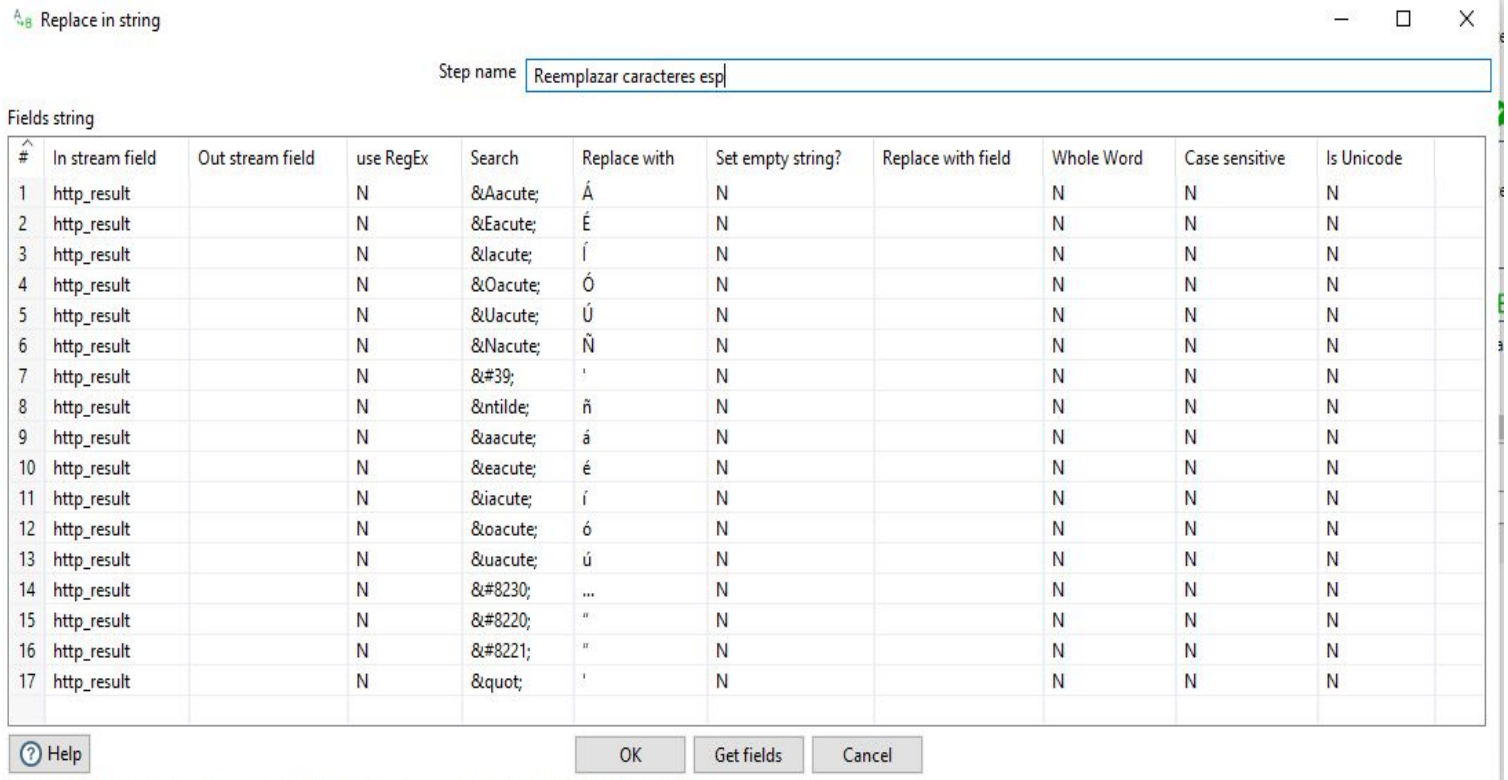 Replace in string
Step name Reemplazar caracteres esp
Fields string
# In stream field Out stream field use RegEx Search Replace with Set empty string? Replace with field Whole Word Case sensitive Is Unicode
1 http_result N &Aacute; Á N N N N
2 http_result N &Eacute; É N N N N
3 http_result N &Iacute; Í N N N N
4 http_result N &Oacute; Ó N N N N
5 http_result N &Uacute; Ú N N N N
6 http_result N &Nacute; Ñ N N N N
7 http_result N &#39; ' N N N N
8 http_result N &ntilde; ñ N N N N
9 http_result N &aacute; á N N N N
10 http_result N &eacute; é N N N N
11 http_result N &iacute; í N N N N
12 http_result N &oacute; ó N N N N
13 http_result N &uacute; ú N N N N
14 http_result N &#8230; ... N N N N
15 http_result N &#8220; “ N N N N
16 http_result N &#8221; ” N N N N
17 http_result N &quot; ' N N N N
Help OK Get fields Cancel